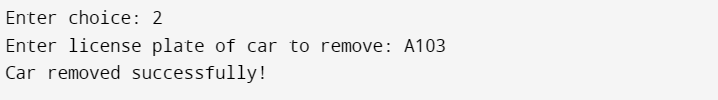 Enter choice: 2
Enter license plate of car to remove: A103
Car removed successfully!